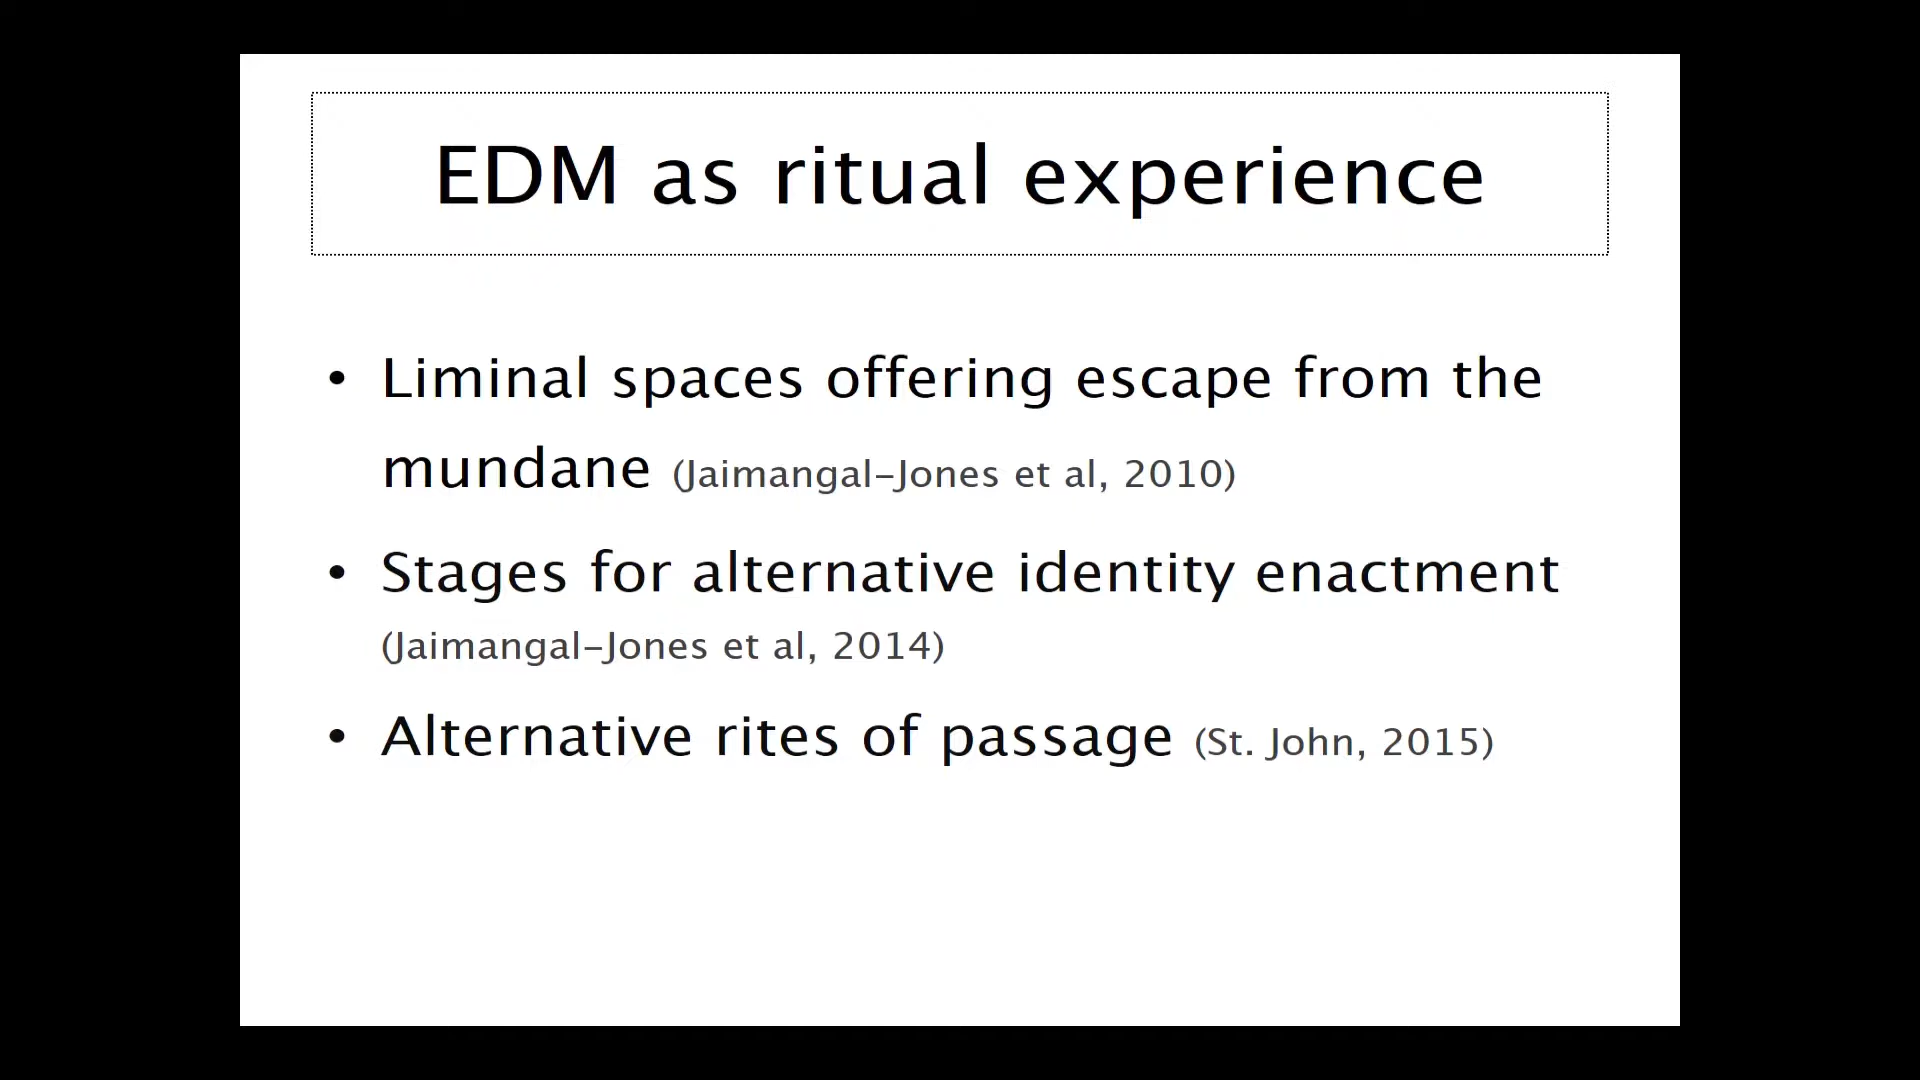 EDM as ritual experience
• Liminal spaces offering escape from the
mundane (Jaimangal-Jones et al, 2010)
• Stages for alternative identity enactment
(Jaimangal-Jones et al, 2014)
• Alternative rites of passage (St. John, 2015)